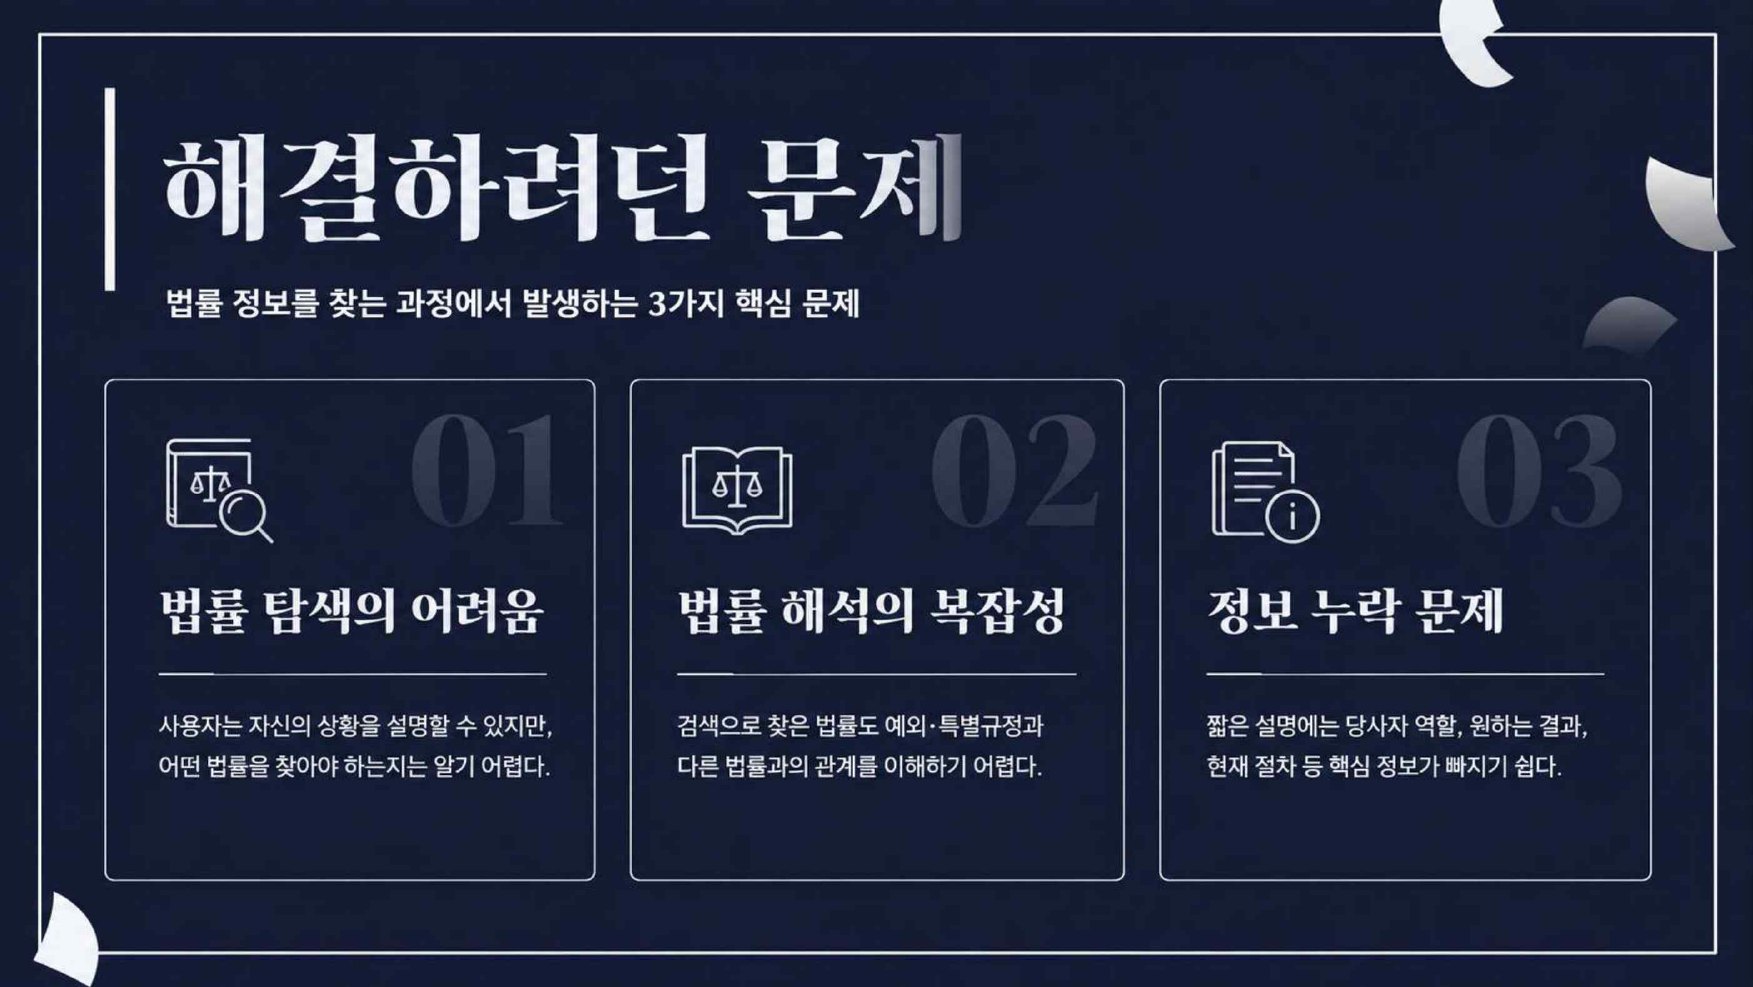 해결하려던 문제
법률 정보를 찾는 과정에서 발생하는 3가지 핵심 문제
01
법률 탐색의 어려움
사용자는 자신의 상황을 설명할 수 있지만,
어떤 법률을 찾아야 하는지는 알기 어렵다.
02
법률 해석의 복잡성
검색으로 찾은 법률도 예외·특별규정과
다른 법률과의 관계를 이해하기 어렵다.
03
정보 누락 문제
짧은 설명에는 당사자 역할, 원하는 결과,
현재 절차 등 핵심 정보가 빠지기 쉽다.